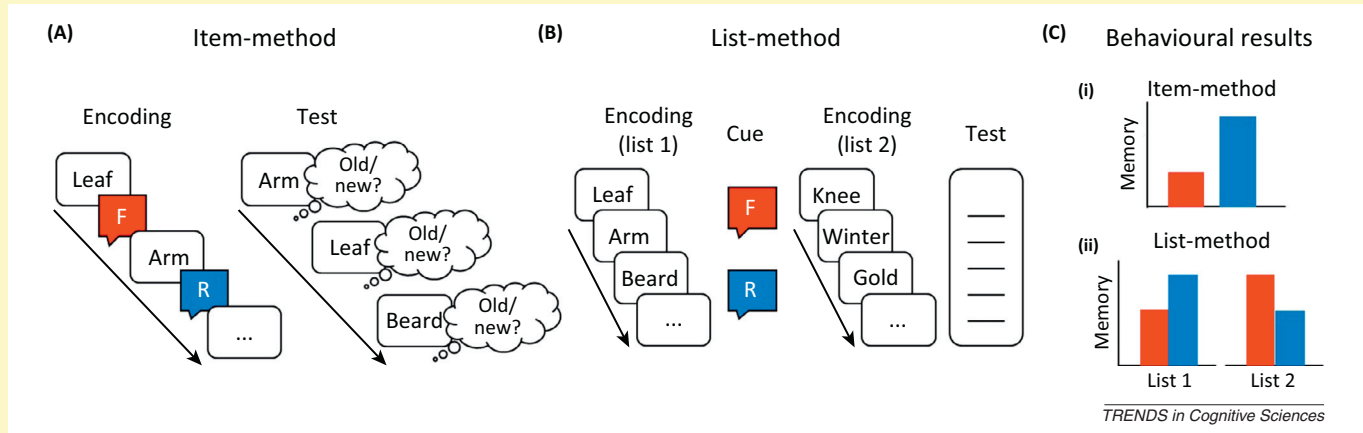 (A) Item-method
Encoding
Test
Leaf
F
Arm
R
...
Arm
Old/
new?
Leaf
Old/
new?
Beard
Old/
new?
(B) List-method
Encoding
(list 1)
Cue
Encoding
(list 2)
Test
Leaf
Arm
Beard
...
F
R
Knee
Winter
Gold
...
(C) Behavioural results
(i) Item-method
Memory
(ii) List-method
Memory
List 1
List 2
TRENDS in Cognitive Sciences